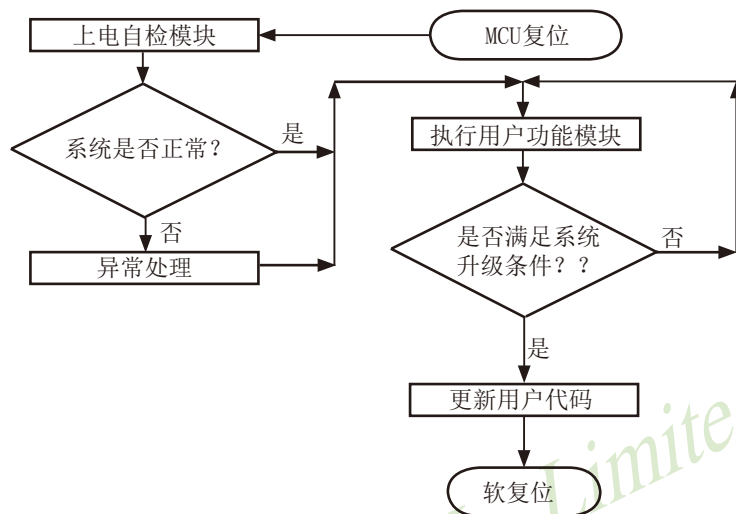 MCU复位
上电自检模块
系统是否正常？
是
否
异常处理
执行用户功能模块
是否满足系统
升级条件？？
否
是
更新用户代码
软复位
Limite